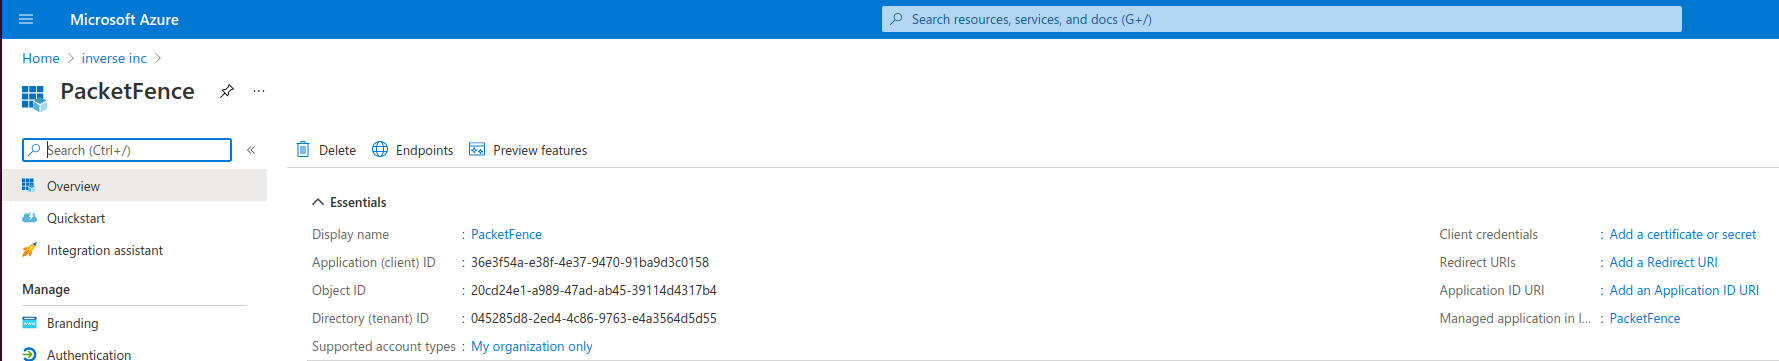 Microsoft Azure
Search resources, services, and docs (G+/)
Home > inverse inc >
PacketFence
...
Search (Ctrl+/)
«
Overview
Quickstart
Integration assistant
Manage
Branding
Authentication
Delete
Endpoints
Preview features
Essentials
Display name : PacketFence
Application (client) ID : 36e3f54a-e38f-4e37-9470-91ba9d3c0158
Object ID : 20cd24e1-a989-47ad-ab45-39114d4317b4
Directory (tenant) ID : 045285d8-2ed4-4c86-9763-e4a3564d5d55
Supported account types : My organization only
Client credentials : Add a certificate or secret
Redirect URIs : Add a Redirect URI
Application ID URI : Add an Application ID URI
Managed application in l... : PacketFence